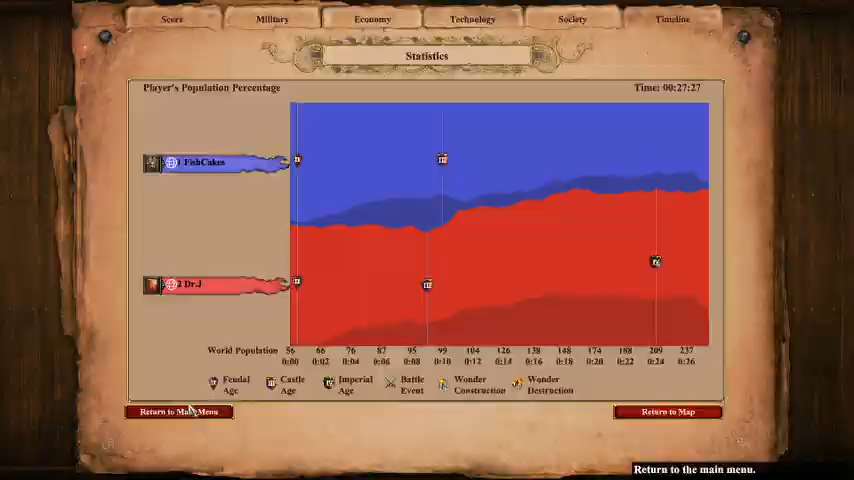 Score Military Economy Technology Society Timeline
Statistics
Player's Population Percentage Time: 00:27:27
1 FishCakes
2 Dr.J
World Population 56 66 76 87 95 99 104 126 138 148 174 188 209 237
0:00 0:02 0:04 0:06 0:08 0:10 0:12 0:14 0:16 0:18 0:20 0:22 0:24 0:26
Feudal Age Castle Age Imperial Age Battle Event Wonder Construction Wonder Destruction
Return to Main Menu Return to Map
Return to the main menu.